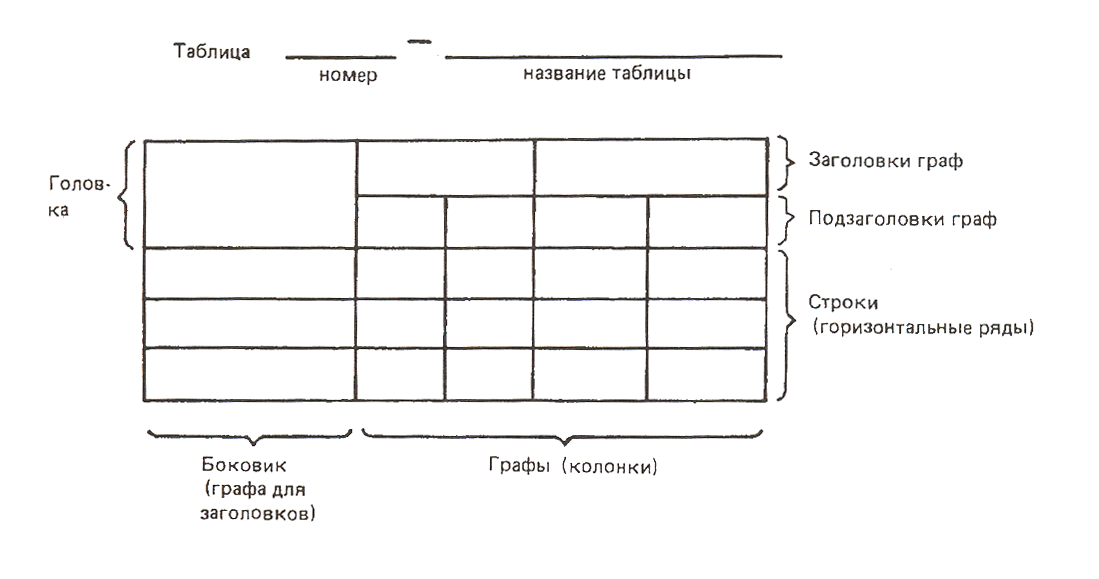 Таблица —
номер название таблицы
Заголовки граф
Голов-
ка
Подзаголовки граф
Строки
(горизонтальные ряды)
Боковик
(графа для
заголовков)
Графы (колонки)